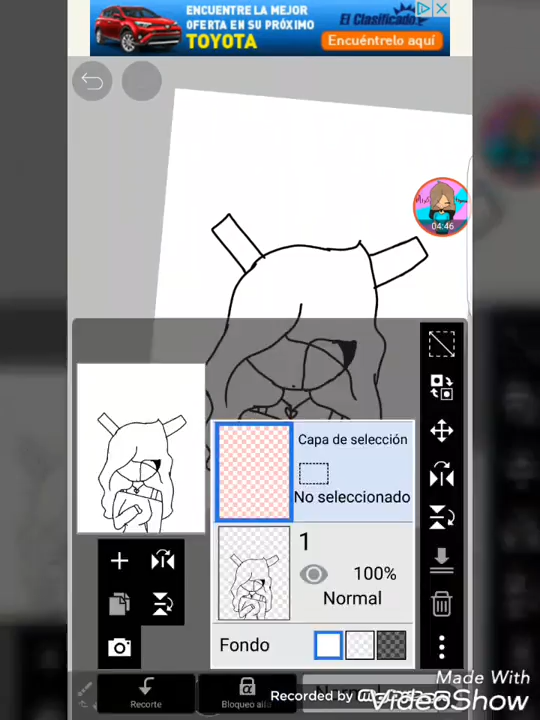 ENCUENTRE LA MEJOR
OFERTA EN SU PRÓXIMO
TOYOTA
El Clasificado
Encuéntrelo aquí
04:46
Capa de selección
No seleccionado
1
100%
Normal
Fondo
Recorte
Bloqueo alfa
Recorded by
Made With
VideoShow